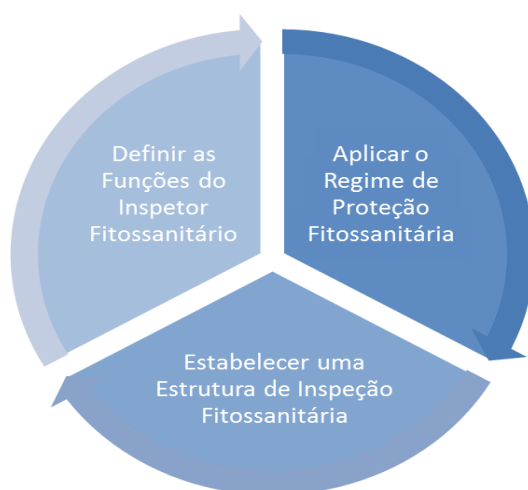 Definir as
Funções do
Inspetor
Fitossanitário
Aplicar o
Regime de
Proteção
Fitossanitária
Estabelecer uma
Estrutura de Inspeção
Fitossanitária